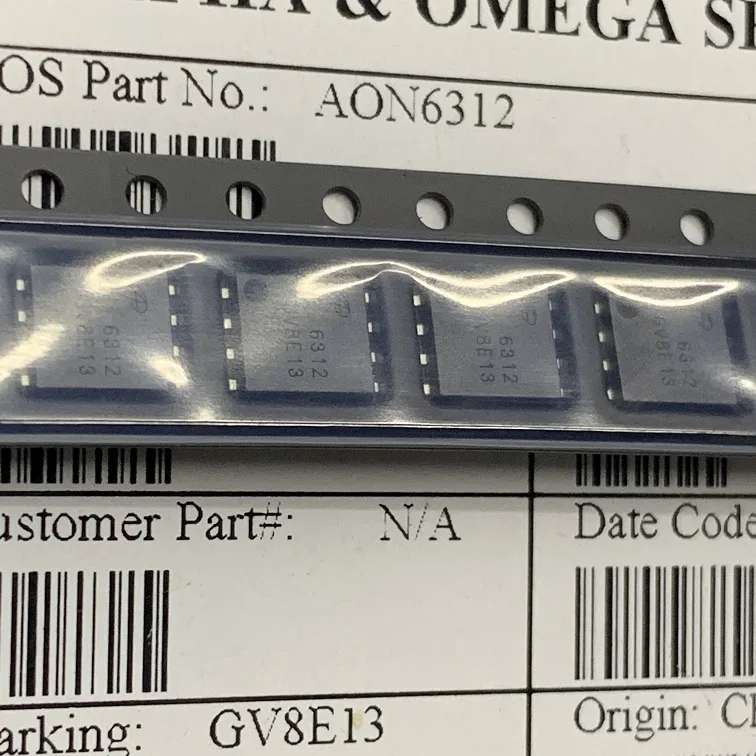 & OMEGA
OS Part No.: AON6312
6312
V8E13
6312
V8E13
6312
V8E13
6312
GV8E13
ustomer Part#: N/A
Date Code
arking: GV8E13
Origin: